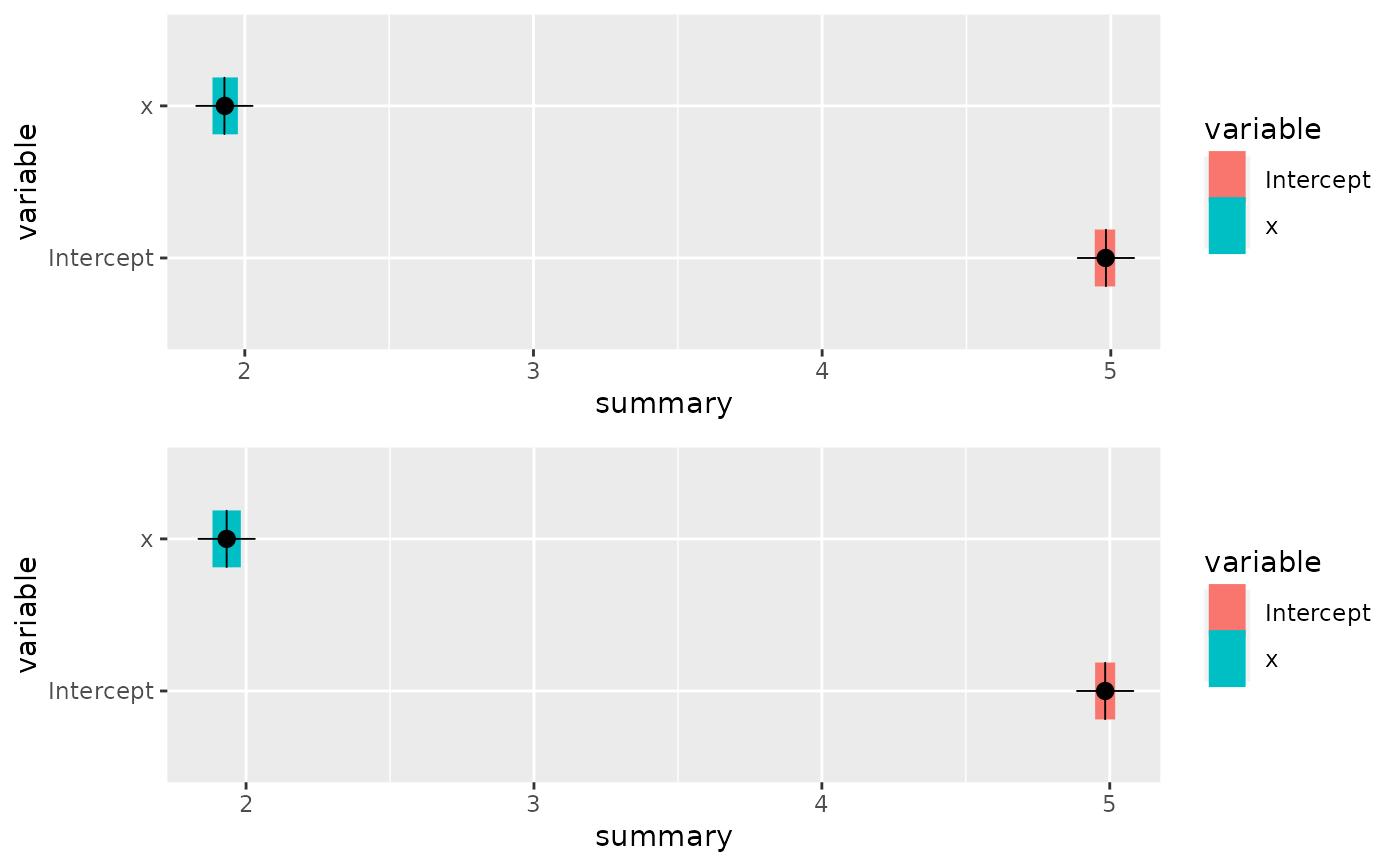 x
Intercept
variable
2 3 4 5
summary
variable
Intercept
x
x
Intercept
variable
2 3 4 5
summary
variable
Intercept
x